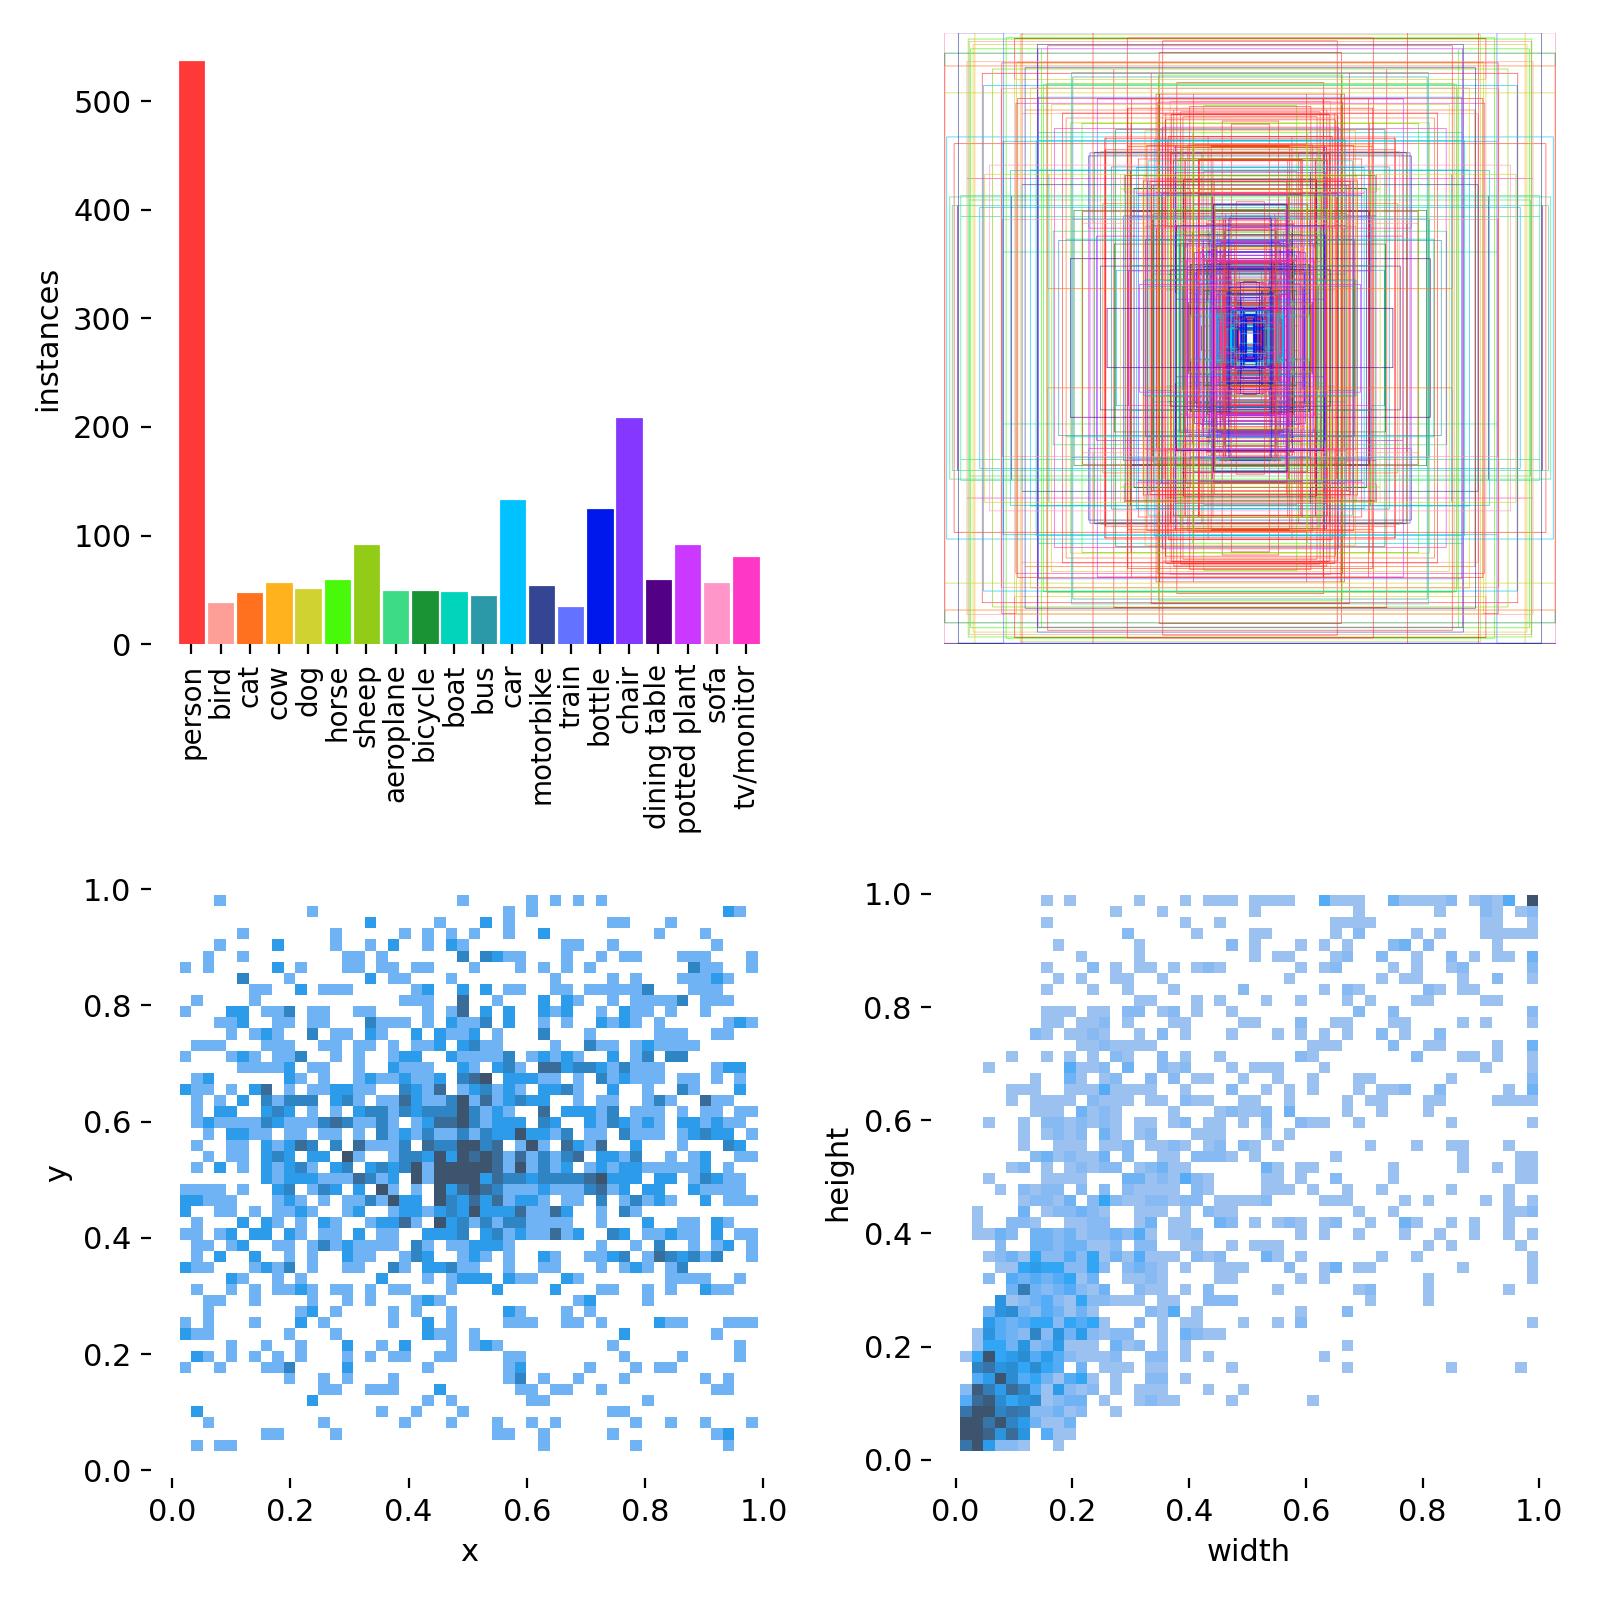 instances
500
400
300
200
100
0
person
bird
cat
cow
dog
horse
sheep
aeroplane
bicycle
boat
bus
car
motorbike
train
bottle
chair
dining table
potted plant
sofa
tv/monitor
y
1.0
0.8
0.6
0.4
0.2
0.0
0.0 0.2 0.4 0.6 0.8 1.0
x
height
1.0
0.8
0.6
0.4
0.2
0.0
0.0 0.2 0.4 0.6 0.8 1.0
width